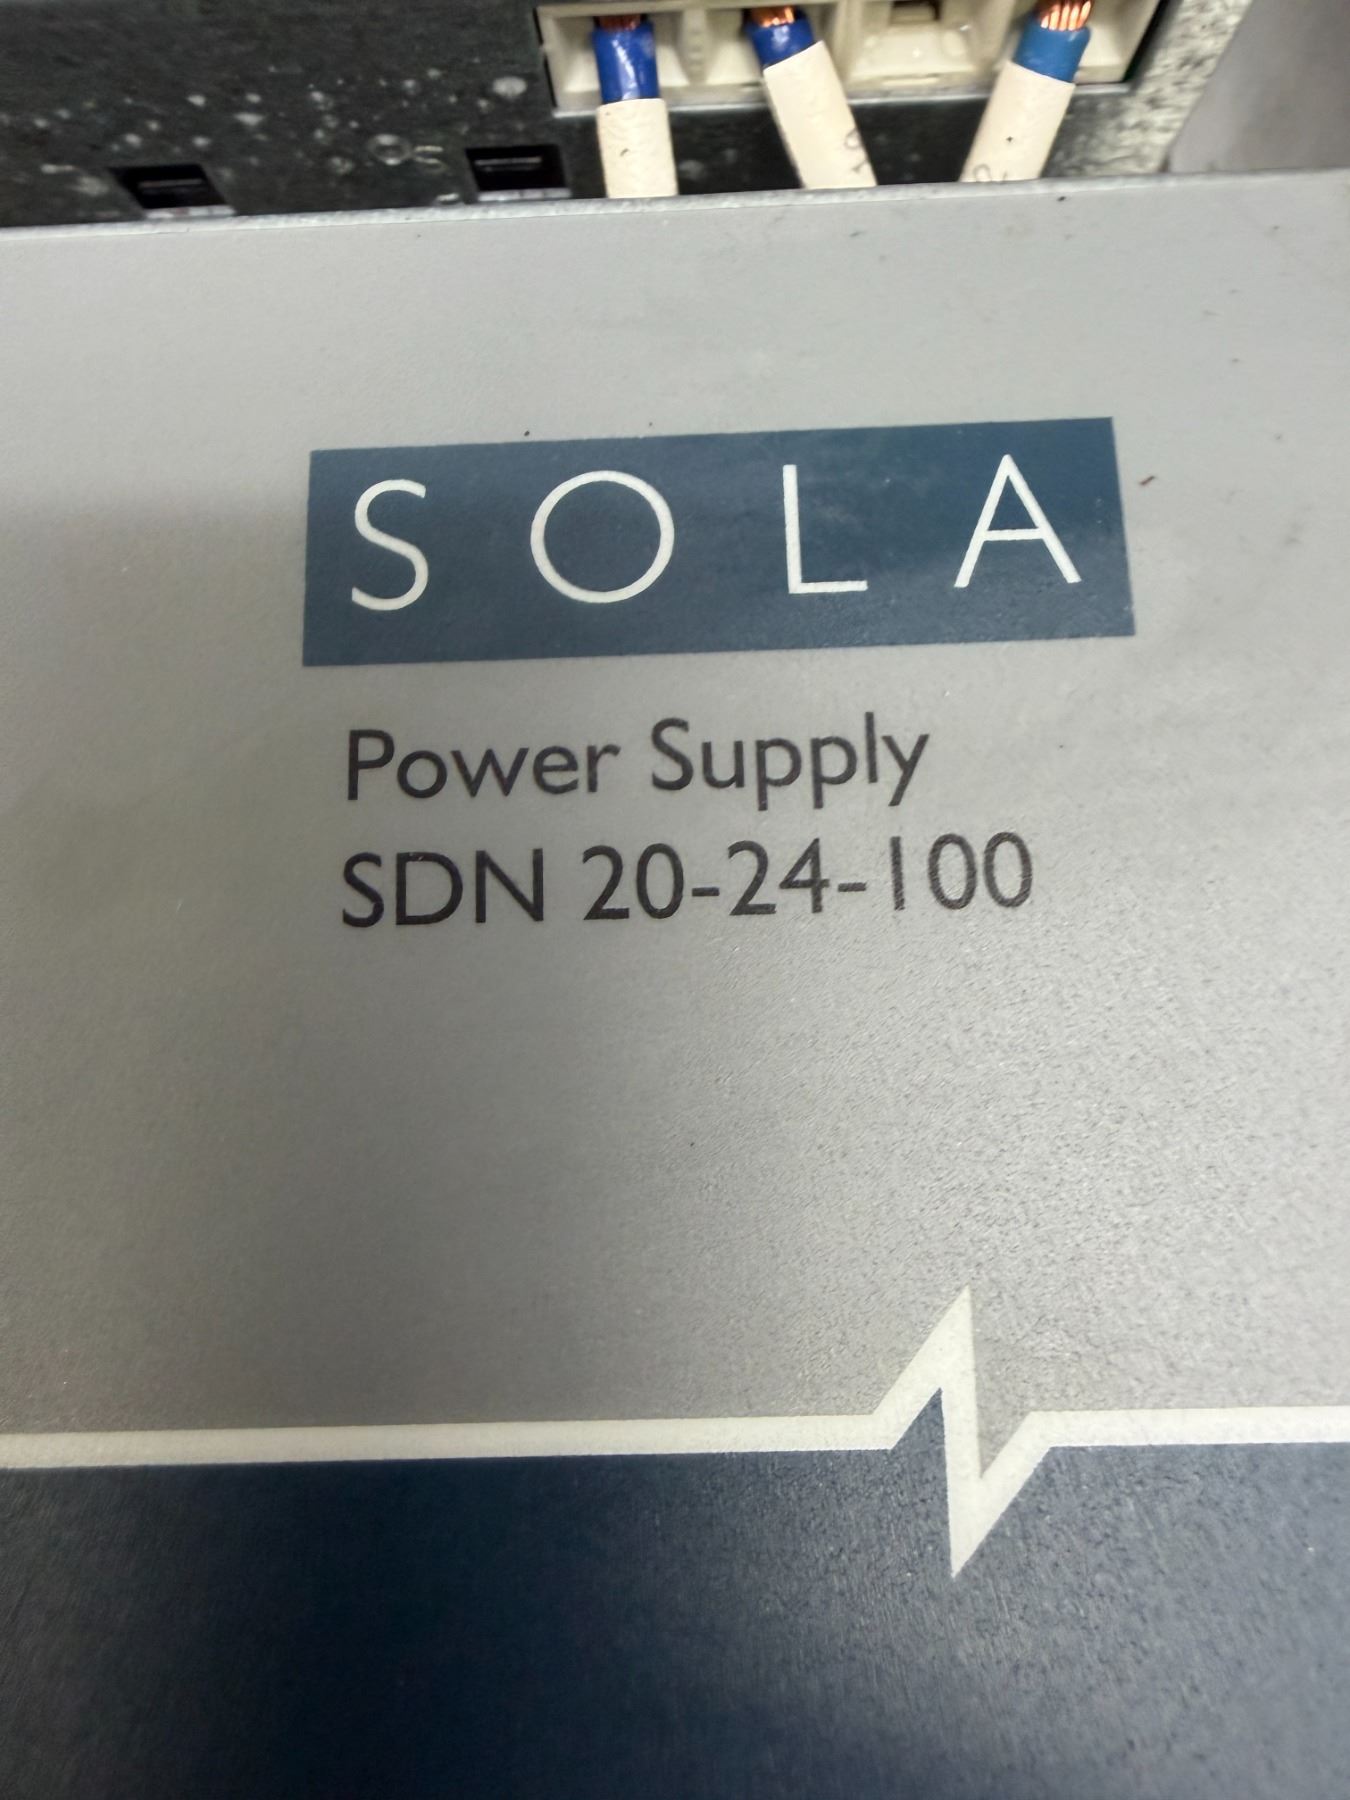 SOLA
Power Supply
SDN 20-24-100